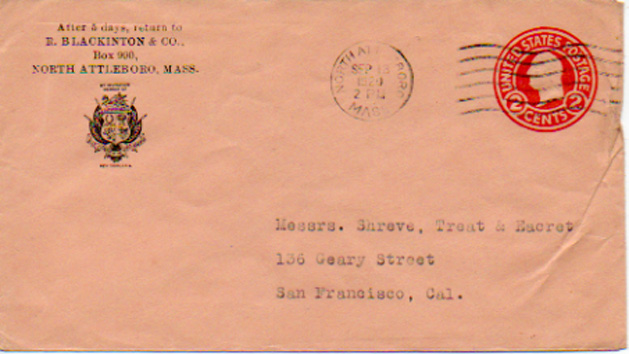 After 5 days, return to
R. BLACKINTON & CO.,
Box 900,
NORTH ATTLEBORO, MASS.
NORTH ATTLEBORO
SEP 13
2 PM
MASS.
UNITED STATES POSTAGE
2 CENTS 2
Messrs. Shreve, Treat & Eacret
136 Geary Street
San Francisco, Cal.